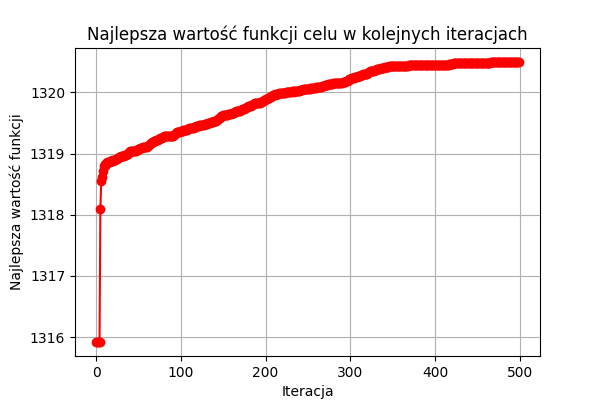 Najlepsza wartość funkcji celu w kolejnych iteracjach
Najlepsza wartość funkcji
1320
1319
1318
1317
1316
0 100 200 300 400 500
Iteracja